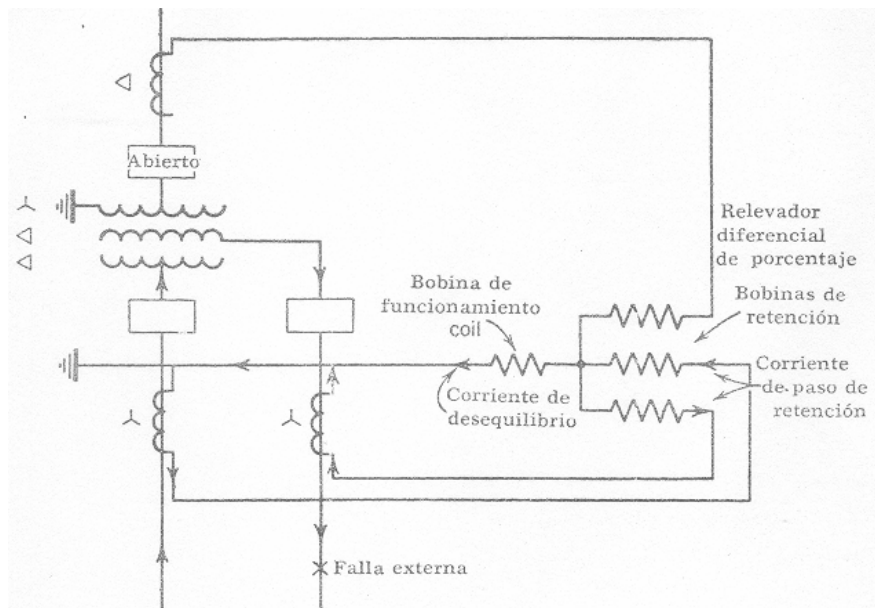 Abierto
Relevador
diferencial
de porcentaje
Bobina de
funcionamiento
coil
Bobinas de
retención
Corriente de
desequilibrio
Corriente
de paso de
retención
Falla externa